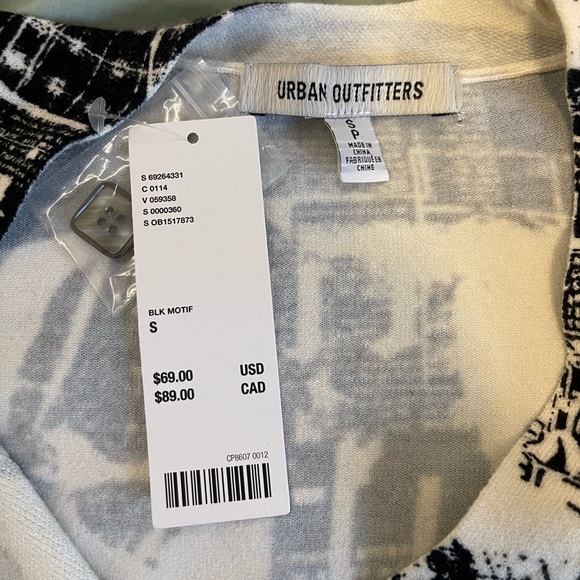 URBAN OUTFITTERS
S
P
MADE IN
CHINA
FABRIQUÉ EN
CHINE
S 69264331
C 0114
V 059358
S 0000360
S OB1517873
BLK MOTIF
S
$69.00 USD
$89.00 CAD
CP8607 0012